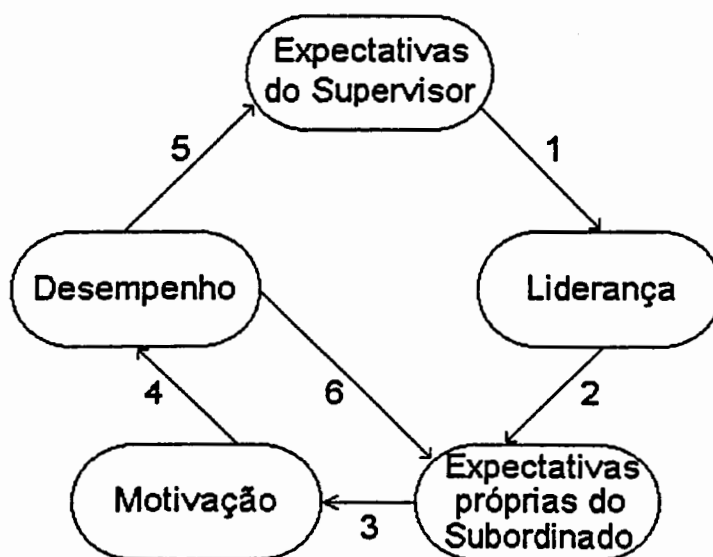 Expectativas
do Supervisor
5
1
Desempenho
Liderança
4
6
2
Motivação
3
Expectativas
próprias do
Subordinado